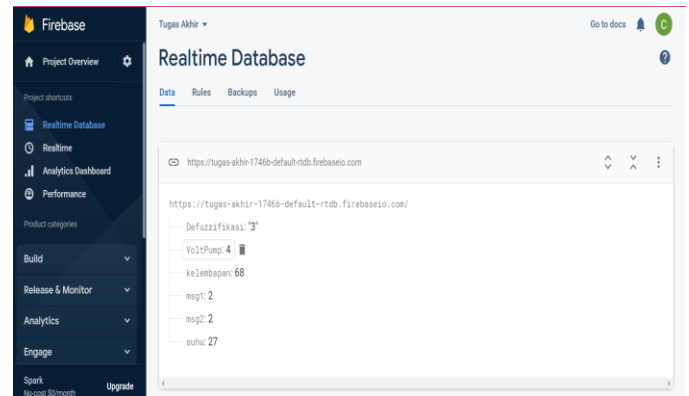 Firebase
Tugas Akhir
Go to docs
C
Project Overview
Realtime Database
Data Rules Backups Usage
Project shortcuts
Realtime Database
Realtime
Analytics Dashboard
Performance
Product categories
Build
Release & Monitor
Analytics
Engage
Spark
No-cost $0/month
Upgrade
https://tugas-akhir-1746b-default-rtdb.firebaseio.com
https://tugas-akhir-1746b-default-rtdb.firebaseio.com/
Defuzzifikasi: "3"
VoltPump: 4
kelembapan: 68
msg1: 2
msg2: 2
suhu: 27